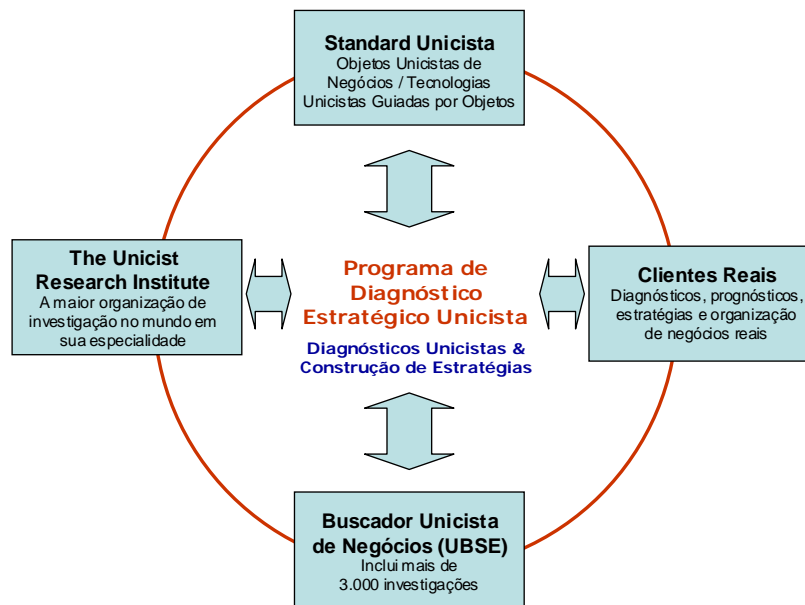 Standard Unicista
Objetos Unicistas de
Negócios / Tecnologias
Unicistas Guiadas por Objetos
The Unicist
Research Institute
A maior organização de
investigação no mundo em
sua especialidade
Programa de
Diagnóstico
Estratégico Unicista
Diagnósticos Unicistas &
Construção de Estratégias
Clientes Reais
Diagnósticos, prognósticos,
estratégias e organização
de negócios reais
Buscador Unicista
de Negócios (UBSE)
Inclui mais de
3.000 investigações